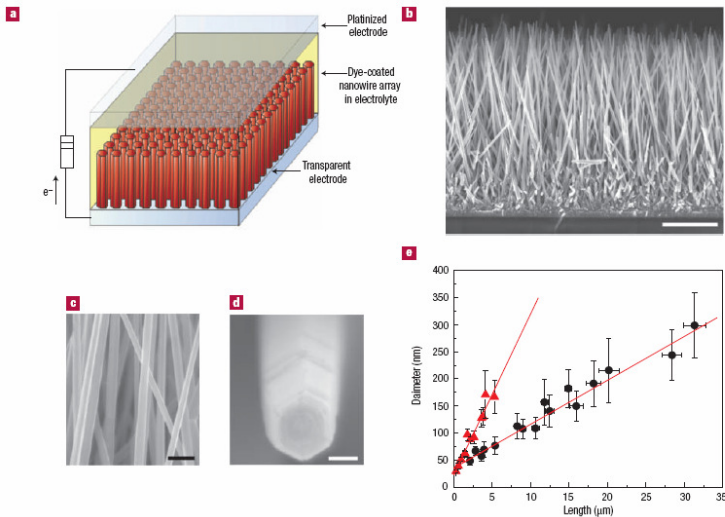 a
Platinized
electrode
Dye-coated
nanowire array
in electrolyte
Transparent
electrode
e–
b
c
d
e
400
350
300
250
200
150
100
50
0
Daimeter (nm)
0
5
10
15
20
25
30
35
Length (μm)